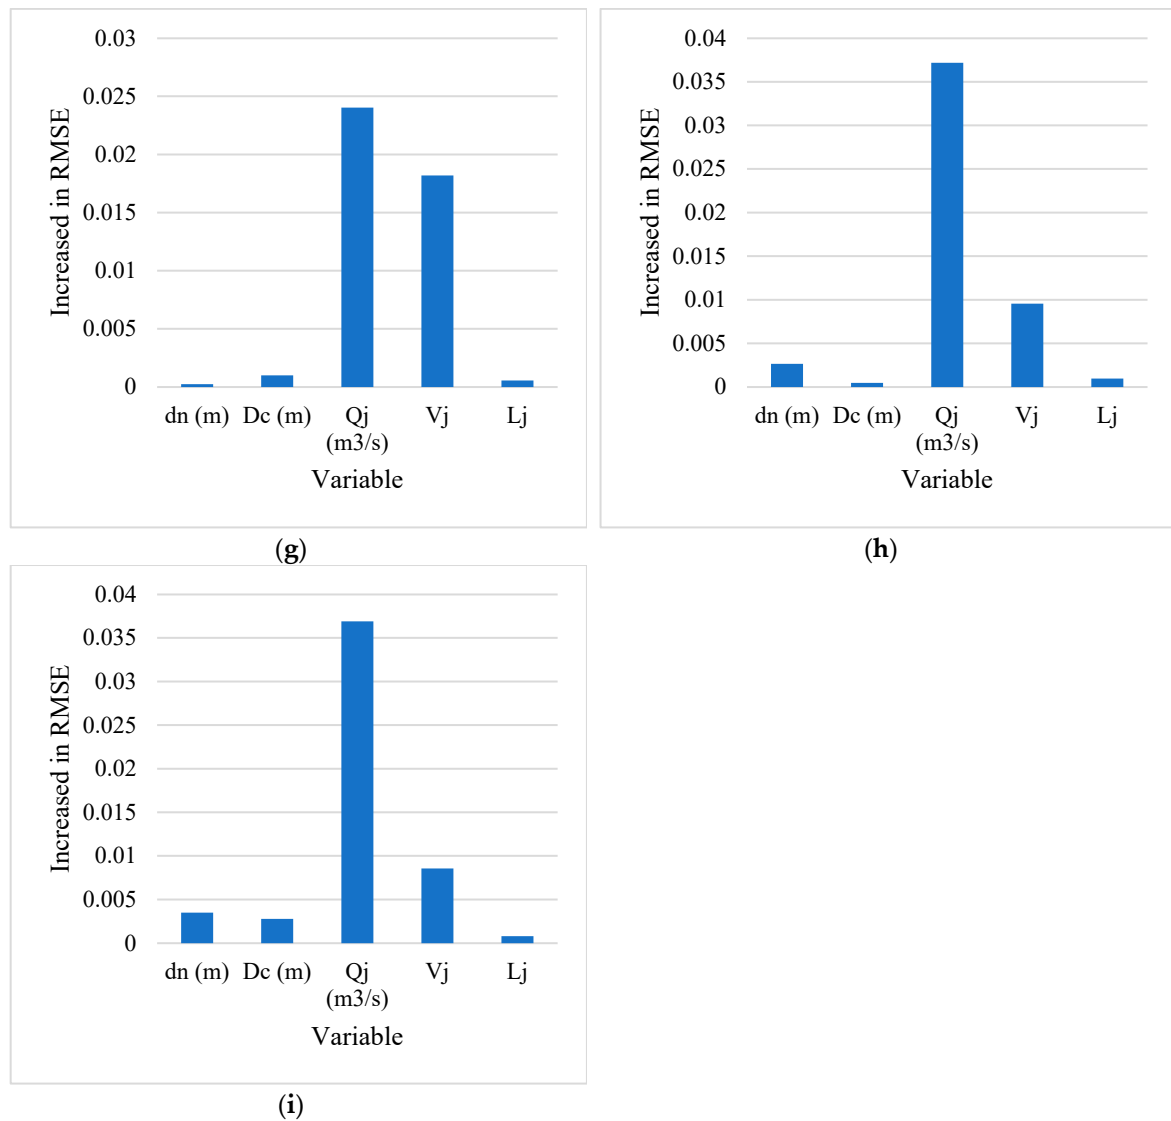 0.03
0.025
0.02
0.015
0.01
0.005
0
Increased in RMSE
dn (m) Dc (m) Qj Vj Lj
(m3/s)
Variable
(g)
0.04
0.035
0.03
0.025
0.02
0.015
0.01
0.005
0
Increased in RMSE
dn (m) Dc (m) Qj Vj Lj
(m3/s)
Variable
(h)
0.04
0.035
0.03
0.025
0.02
0.015
0.01
0.005
0
Increased in RMSE
dn (m) Dc (m) Qj Vj Lj
(m3/s)
Variable
(i)